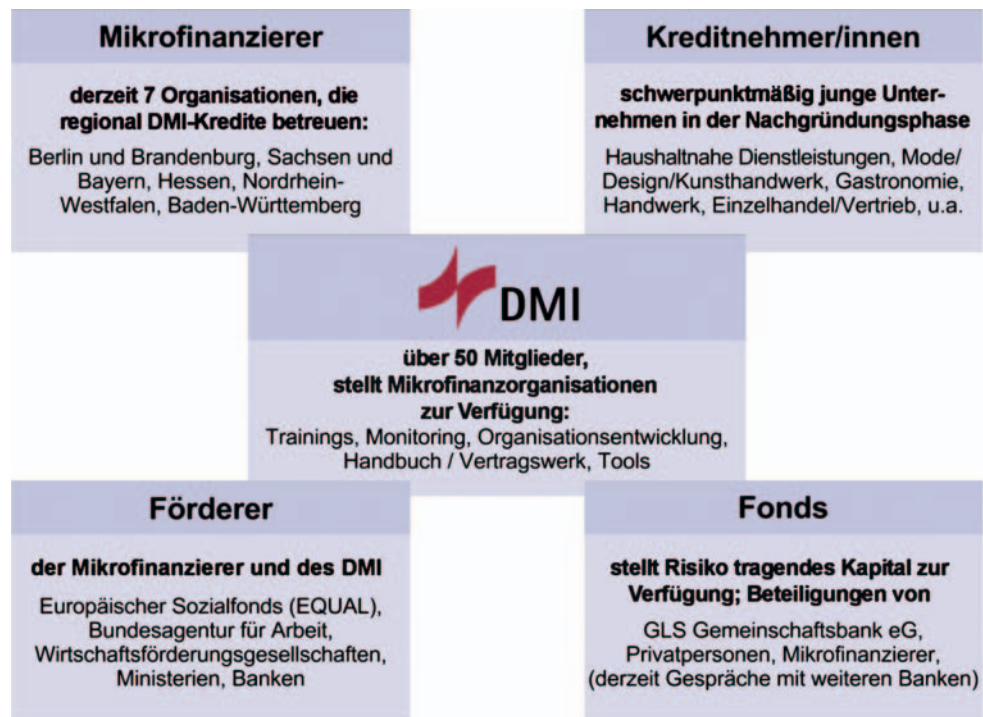 Mikrofinanzierer
derzeit 7 Organisationen, die
regional DMI-Kredite betreuen:
Berlin und Brandenburg, Sachsen und
Bayern, Hessen, Nordrhein-
Westfalen, Baden-Württemberg
Kreditnehmer/innen
schwerpunktmäßig junge Unter-
nehmen in der Nachgründungsphase
Haushaltnahe Dienstleistungen, Mode/
Design/Kunsthandwerk, Gastronomie,
Handwerk, Einzelhandel/Vertrieb, u.a.
DMI
über 50 Mitglieder,
stellt Mikrofinanzorganisationen
zur Verfügung:
Trainings, Monitoring, Organisationsentwicklung,
Handbuch / Vertragswerk, Tools
Förderer
der Mikrofinanzierer und des DMI
Europäischer Sozialfonds (EQUAL),
Bundesagentur für Arbeit,
Wirtschaftsförderungsgesellschaften,
Ministerien, Banken
Fonds
stellt Risiko tragendes Kapital zur
Verfügung; Beteiligungen von
GLS Gemeinschaftsbank eG,
Privatpersonen, Mikrofinanzierer,
(derzeit Gespräche mit weiteren Banken)